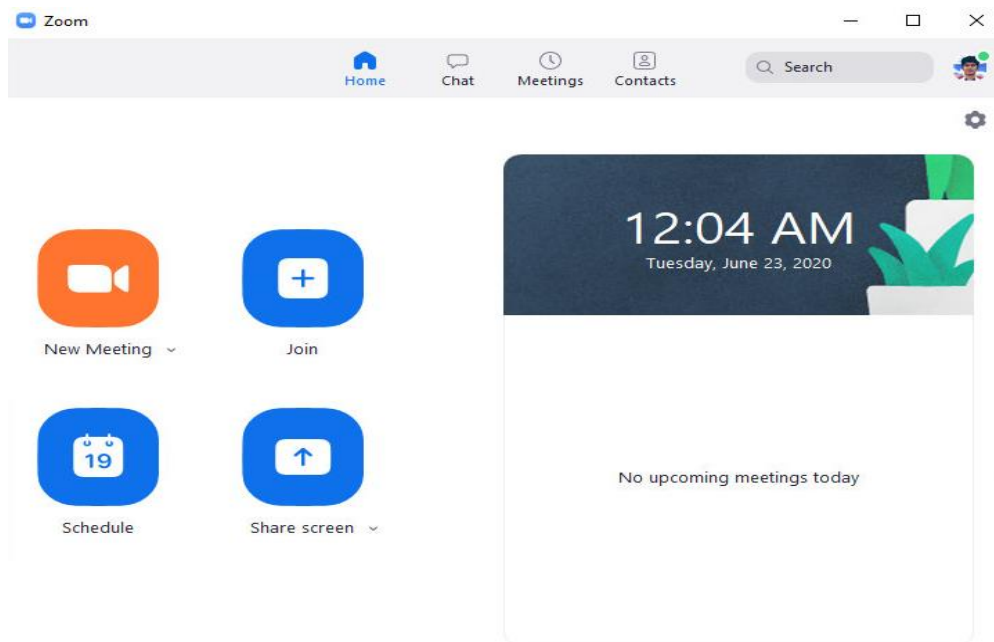 Zoom
Home
Chat
Meetings
Contacts
Search
12:04 AM
Tuesday, June 23, 2020
New Meeting
Join
19
Schedule
Share screen
No upcoming meetings today